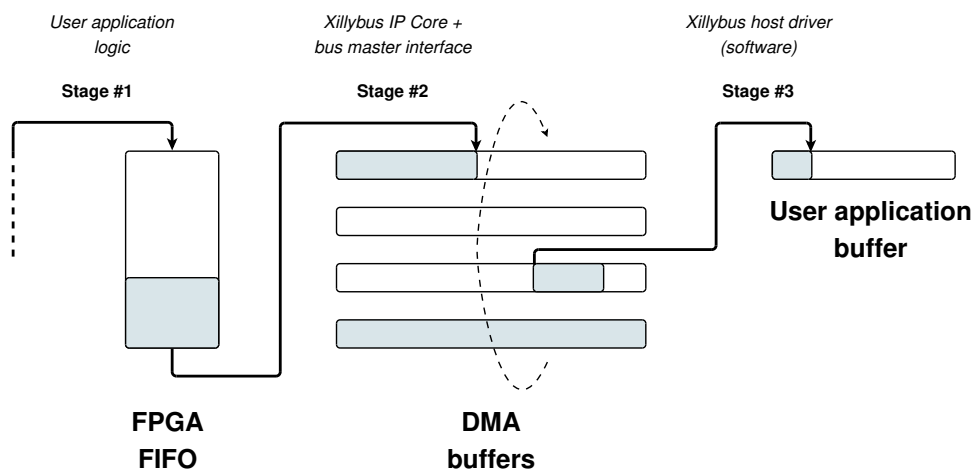 User application
logic
Xillybus IP Core +
bus master interface
Xillybus host driver
(software)
Stage #1
Stage #2
Stage #3
User application
buffer
FPGA
FIFO
DMA
buffers